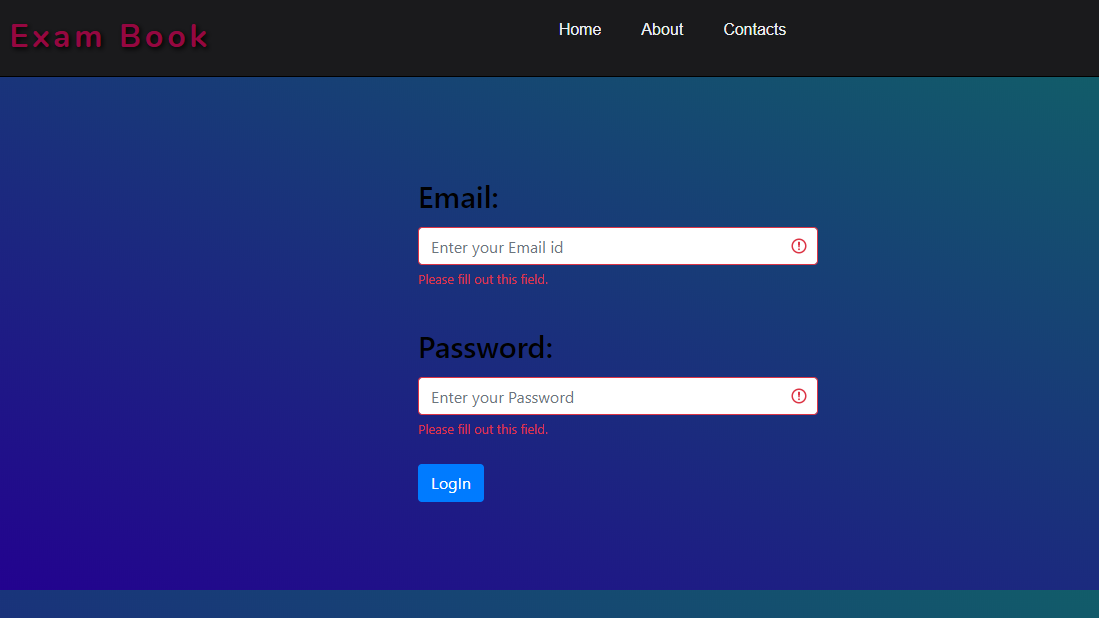 Exam Book
Home About Contacts
Email:
Enter your Email id
Please fill out this field.
Password:
Enter your Password
Please fill out this field.
LogIn